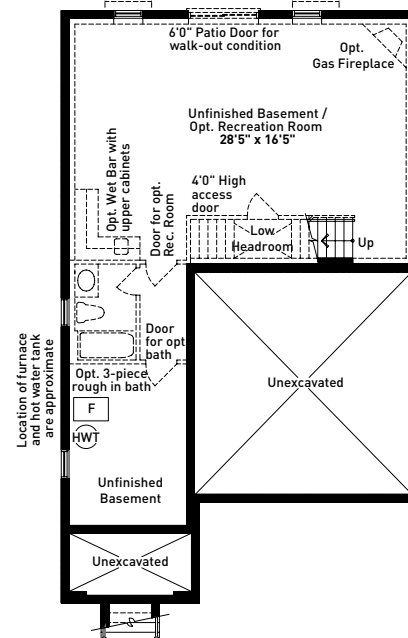 6'0" Patio Door for
walk-out condition
Opt.
Gas Fireplace
Unfinished Basement /
Opt. Recreation Room
28'5" x 16'5"
Opt. Wet Bar with
upper cabinets
Door for opt.
Rec. Room
4'0" High
access
door
Low
Headroom
Up
Door
for opt.
bath
Opt. 3-piece
rough in bath
Location of furnace
and hot water tank
are approximate
F
HWT
Unexcavated
Unfinished
Basement
Unexcavated